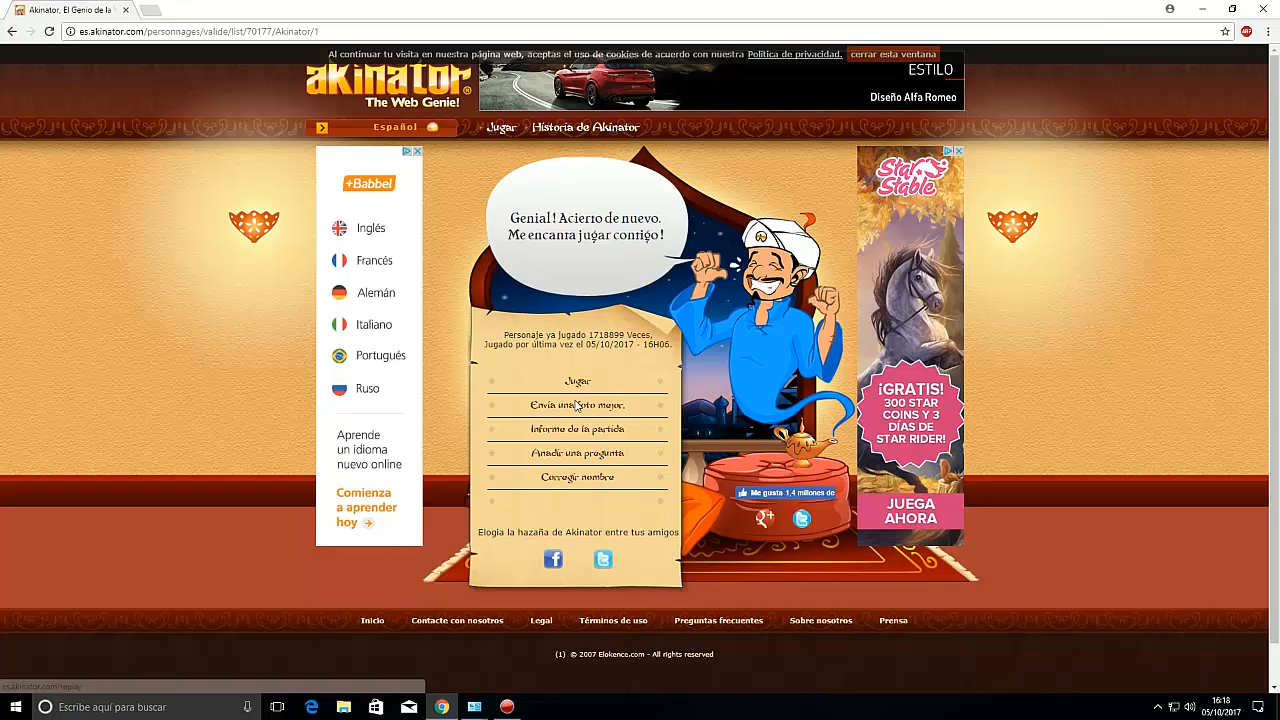 Akinator, El Genio de la Web
es.akinator.com/personnages/valide/list/70177/Akinator/1
Al continuar tu visita en nuestra página web, aceptas el uso de cookies de acuerdo con nuestra Política de privacidad. cerrar esta ventana
akinator®
The Web Genie!
ESTILO
Diseño Alfa Romeo
Español
Jugar
Historia de Akinator
+Babbel
Inglés
Francés
Alemán
Italiano
Portugués
Ruso
Aprende
un idioma
nuevo online
Comienza
a aprender
hoy
Genial! Acierto de nuevo.
Me encanta jugar contigo!
Personaje ya jugado 1718899 Veces,
Jugado por última vez el 05/10/2017 - 16H06.
Jugar
Envía una foto mejor.
Informe de la partida
Anadir una pregunta
Corregir nombre
Elogia la hazaña de Akinator entre tus amigos
Me gusta 1,4 millones de
Star
Stable
¡GRATIS!
300 STAR
COINS Y 3
DÍAS DE
STAR RIDER!
JUEGA
AHORA
Inicio Contacte con nosotros Legal Términos de uso Preguntas frecuentes Sobre nosotros Prensa
(1) © 2007 Elokence.com - All rights reserved
es.akinator.com/replay
Escribe aquí para buscar
16:18
05/10/2017